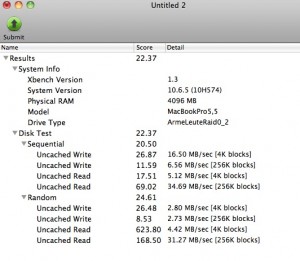 Untitled 2
Submit
Name Score Detail
Results 22.37
System Info
Xbench Version 1.3
System Version 10.6.5 (10H574)
Physical RAM 4096 MB
Model MacBookPro5,5
Drive Type ArmeLeuteRaid0_2
Disk Test 22.37
Sequential 20.50
Uncached Write 26.87 16.50 MB/sec [4K blocks]
Uncached Write 11.59 6.56 MB/sec [256K blocks]
Uncached Read 17.51 5.12 MB/sec [4K blocks]
Uncached Read 69.02 34.69 MB/sec [256K blocks]
Random 24.61
Uncached Write 26.48 2.80 MB/sec [4K blocks]
Uncached Write 8.53 2.73 MB/sec [256K blocks]
Uncached Read 623.80 4.42 MB/sec [4K blocks]
Uncached Read 168.50 31.27 MB/sec [256K blocks]